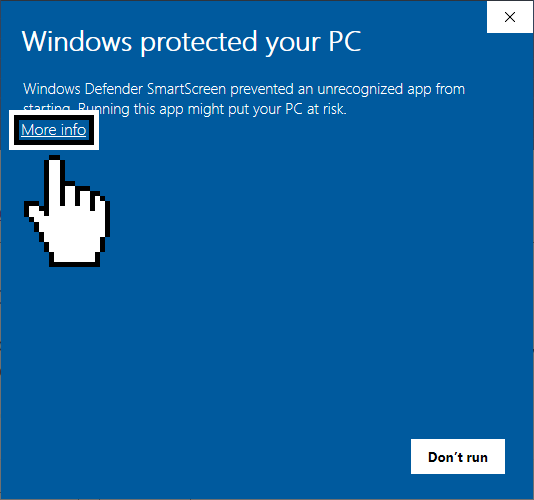 Windows protected your PC
Windows Defender SmartScreen prevented an unrecognized app from
starting. Running this app might put your PC at risk.
More info
Don't run